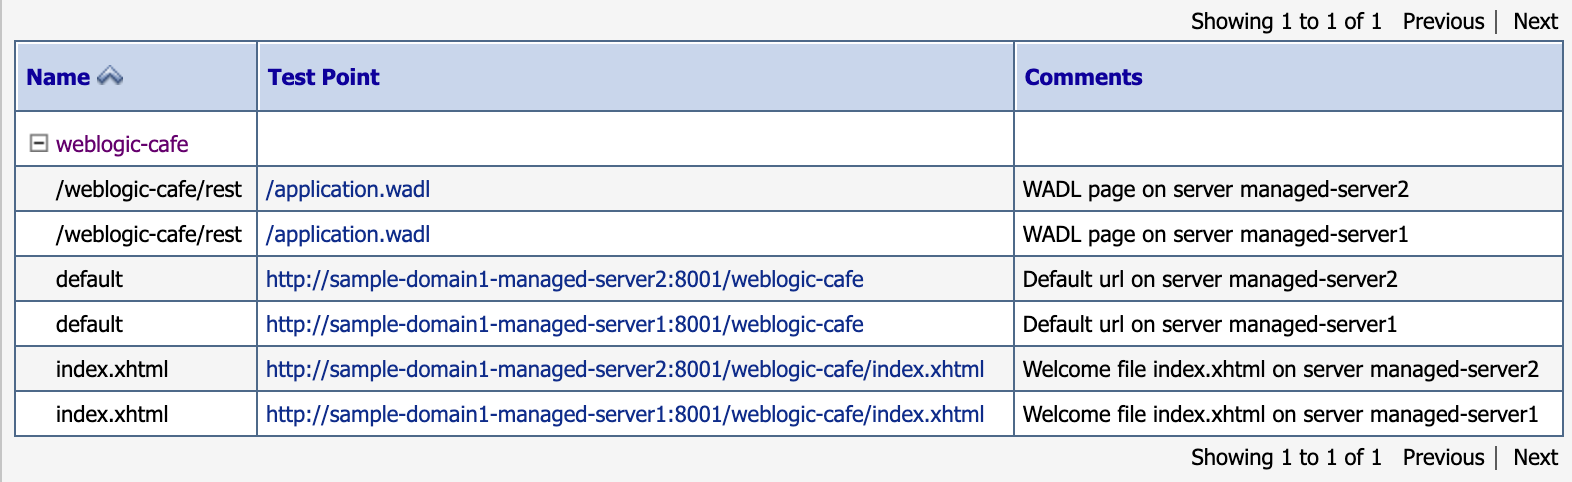 Showing 1 to 1 of 1 Previous | Next
Name Test Point Comments
weblogic-cafe
/weblogic-cafe/rest /application.wadl WADL page on server managed-server2
/weblogic-cafe/rest /application.wadl WADL page on server managed-server1
default http://sample-domain1-managed-server2:8001/weblogic-cafe Default url on server managed-server2
default http://sample-domain1-managed-server1:8001/weblogic-cafe Default url on server managed-server1
index.xhtml http://sample-domain1-managed-server2:8001/weblogic-cafe/index.xhtml Welcome file index.xhtml on server managed-server2
index.xhtml http://sample-domain1-managed-server1:8001/weblogic-cafe/index.xhtml Welcome file index.xhtml on server managed-server1
Showing 1 to 1 of 1 Previous | Next